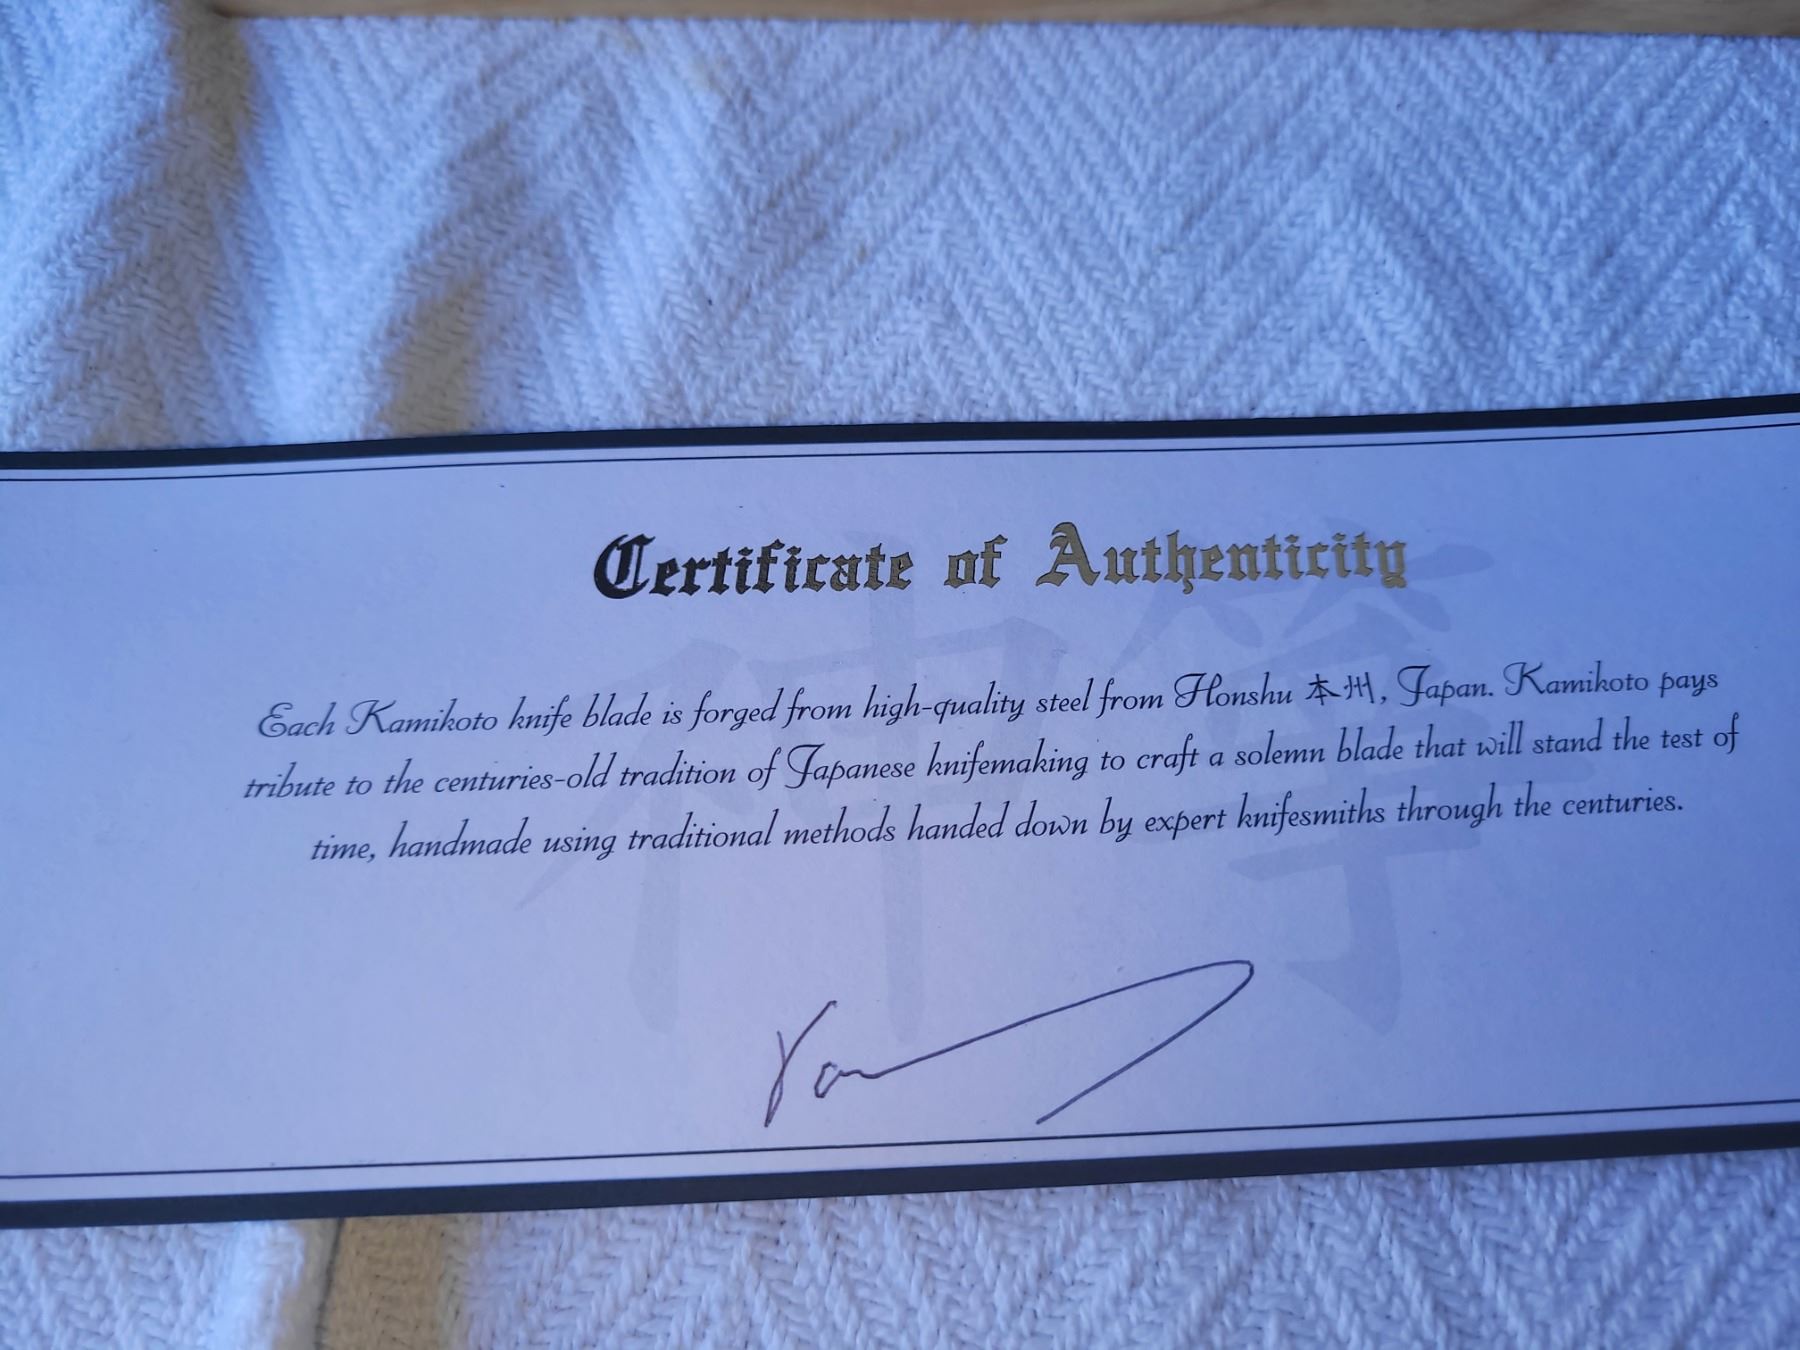 Certificate of Authenticity
Each Kamikoto knife blade is forged from high-quality steel from Honshu 本州, Japan. Kamikoto pays
tribute to the centuries-old tradition of Japanese knifemaking to craft a solemn blade that will stand the test of
time, handmade using traditional methods handed down by expert knifesmiths through the centuries.